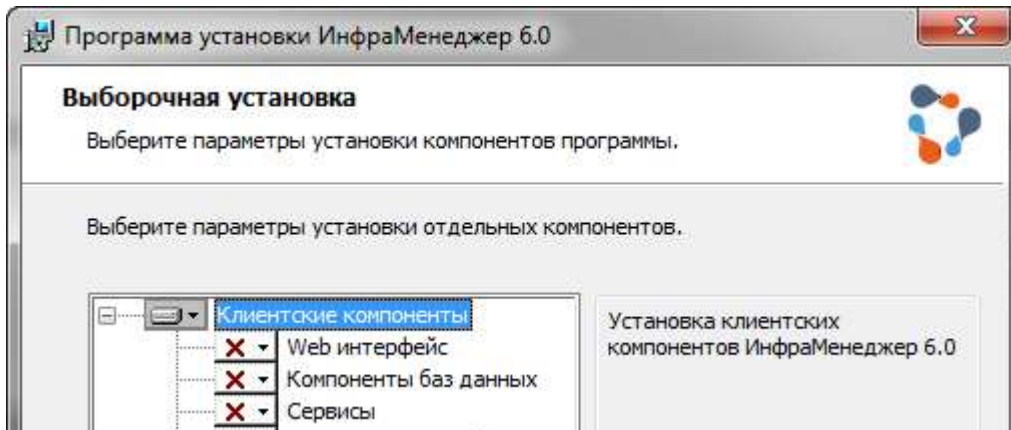 Программа установки ИнфраМенеджер 6.0
Выборочная установка
Выберите параметры установки компонентов программы.
Выберите параметры установки отдельных компонентов.
Клиентские компоненты
Web интерфейс
Компоненты баз данных
Сервисы
Установка клиентских
компонентов ИнфраМенеджер 6.0